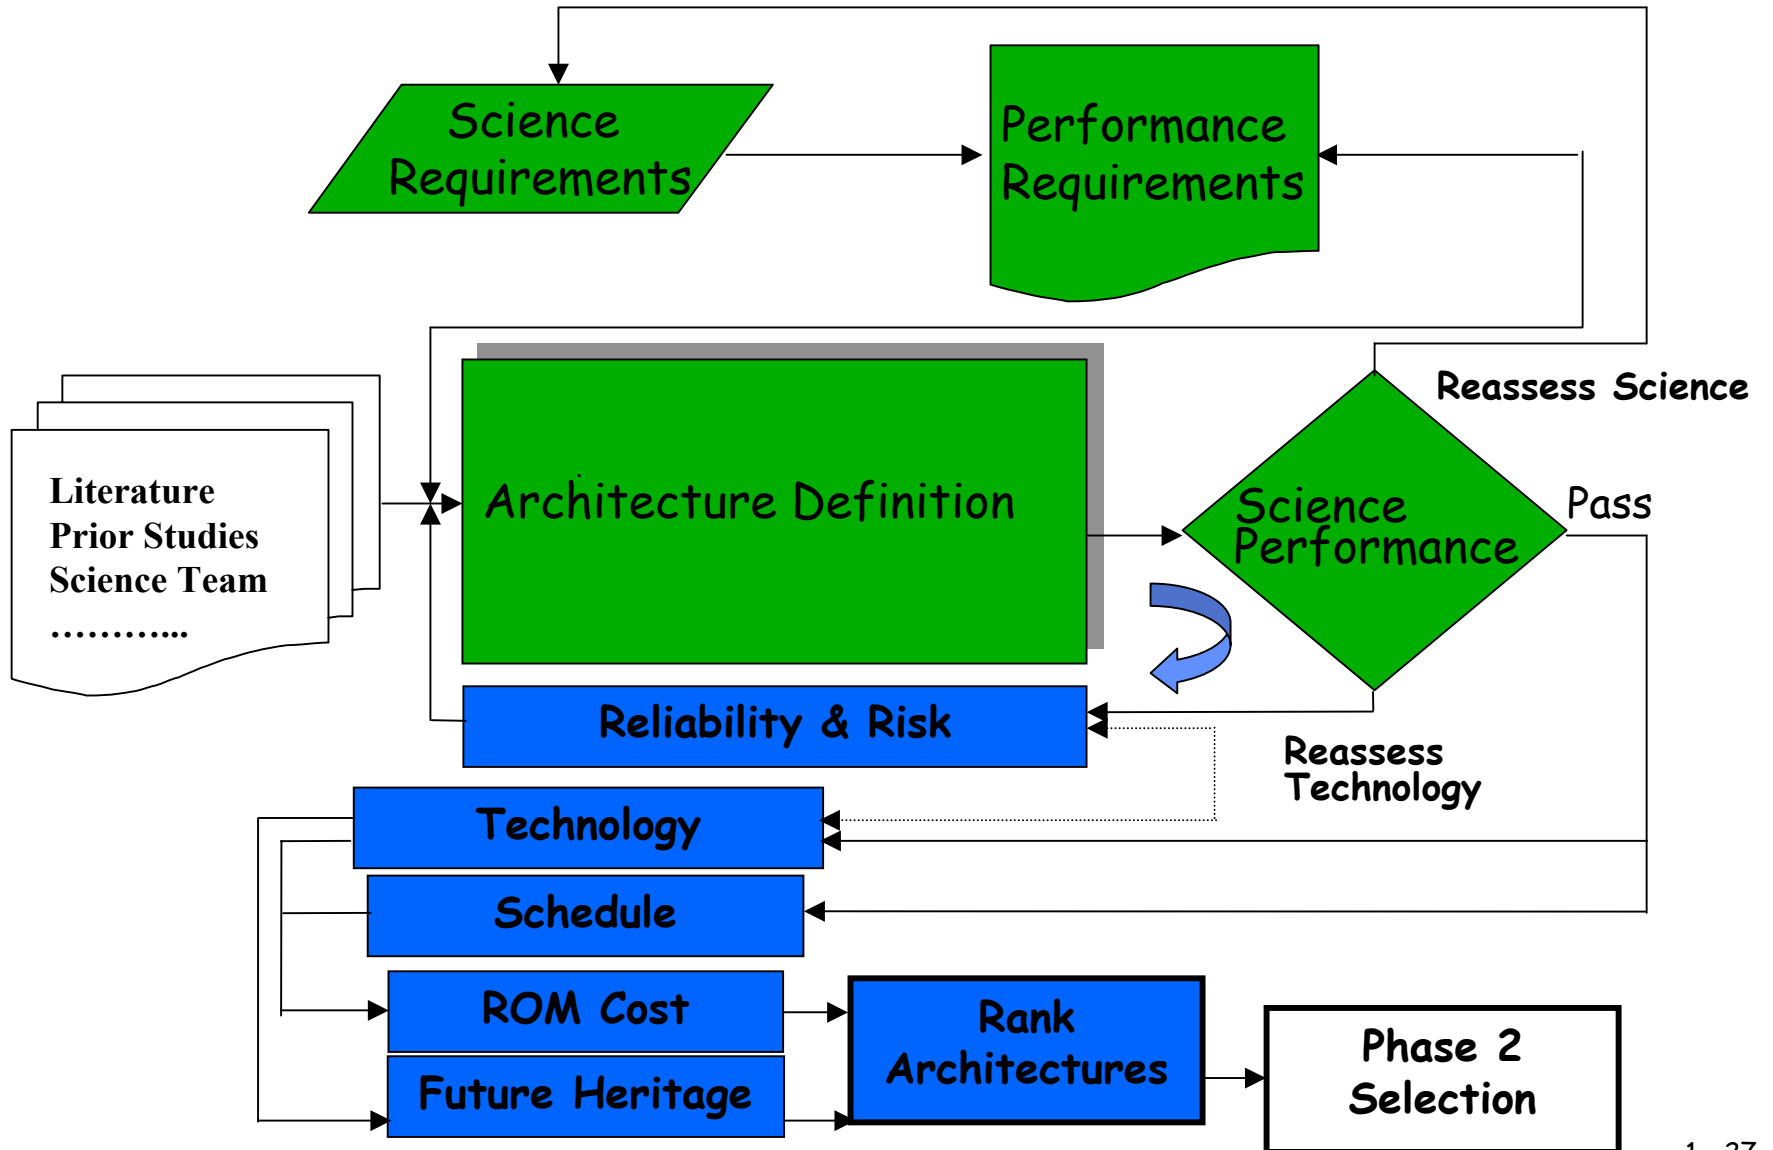 Science
Requirements
Performance
Requirements
Reassess Science
Literature
Prior Studies
Science Team
………...
Architecture Definition
Science
Performance
Pass
Reliability & Risk
Reassess
Technology
Technology
Schedule
ROM Cost
Future Heritage
Rank
Architectures
Phase 2
Selection